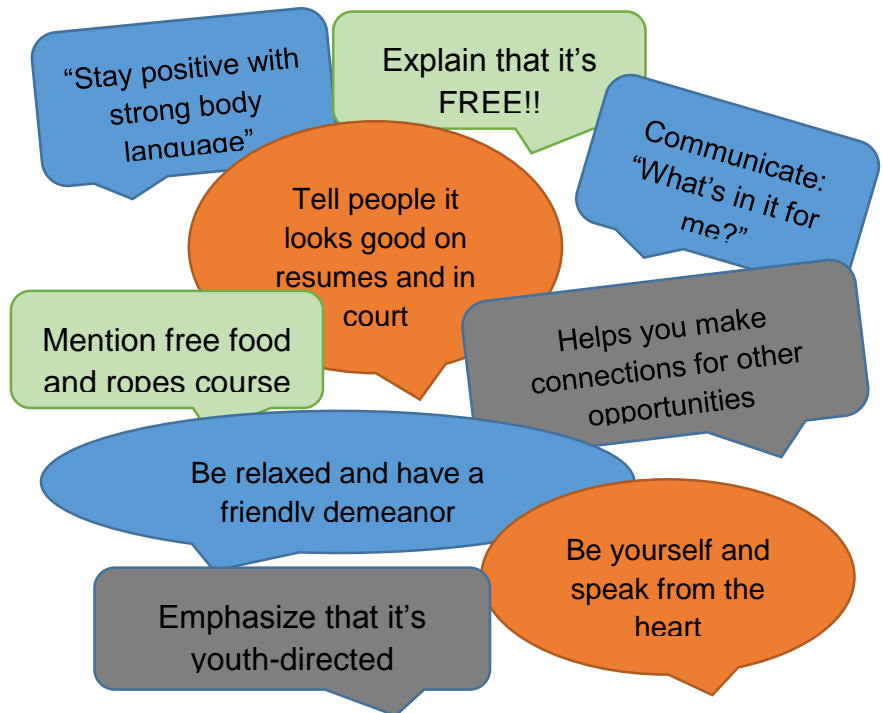 “Stay positive with
strong body
language”
Explain that it’s
FREE!!
Communicate:
“What’s in it for
me?”
Tell people it
looks good on
resumes and in
court
Mention free food
and ropes course
Helps you make
connections for other
opportunities
Be relaxed and have a
friendly demeanor
Be yourself and
speak from the
heart
Emphasize that it’s
youth-directed